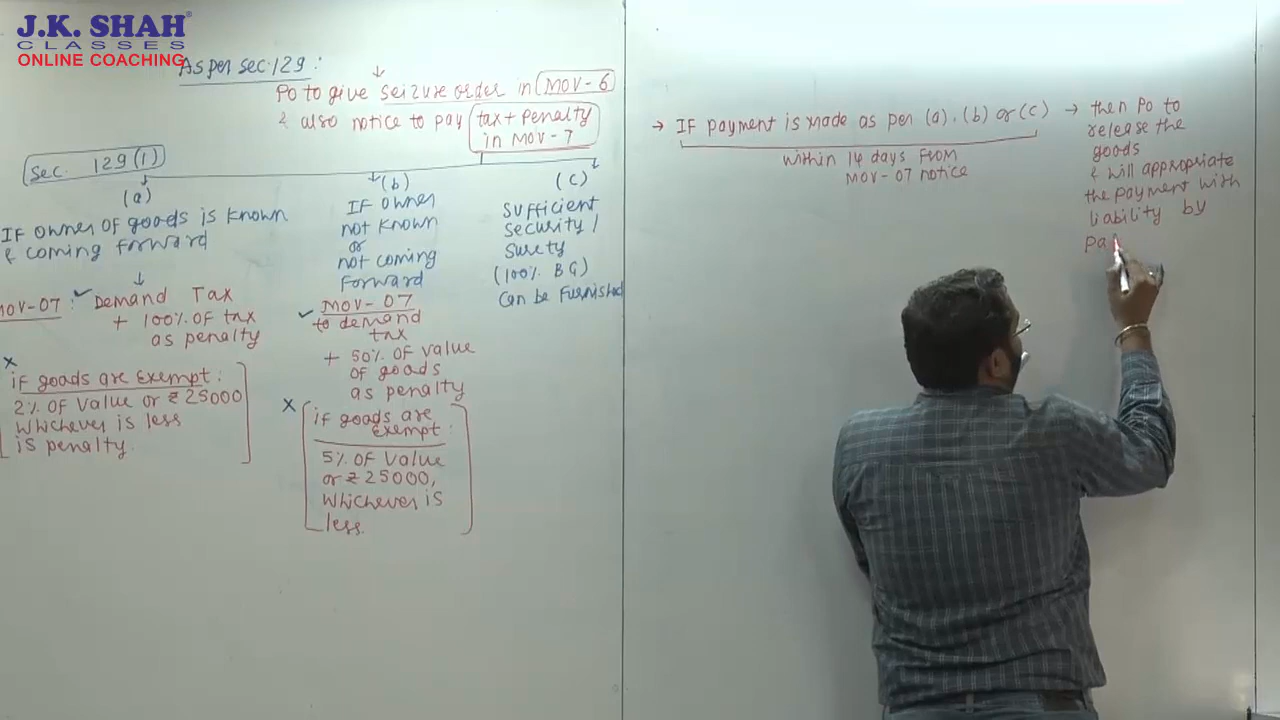 J.K. SHAH®
CLASSES
ONLINE COACHING
As per sec. 129 :
PO to give seizure order in MOV-6
& also notice to pay tax + penalty
in MOV-7
Sec. 129(1)
(a)
If owner of goods is known
& coming forward
MOV-07 : Demand Tax
+ 100% of tax
as penalty
if goods are exempt :
2% of value or ₹ 25000
whichever is less
is penalty.
(b)
If owner
not known
or
not coming
forward
MOV-07
to demand
tax
+ 50% of value
of goods
as penalty
if goods are
exempt :
5% of value
or ₹ 25000,
whichever is
less.
(c)
Sufficient
security /
surety
(100% BG)
can be furnished
→ If payment is made as per (a), (b) or (c) →
within 14 days from
MOV-07 notice
then PO to
release the
goods
& will appropriate
the payment with
liability by
pa